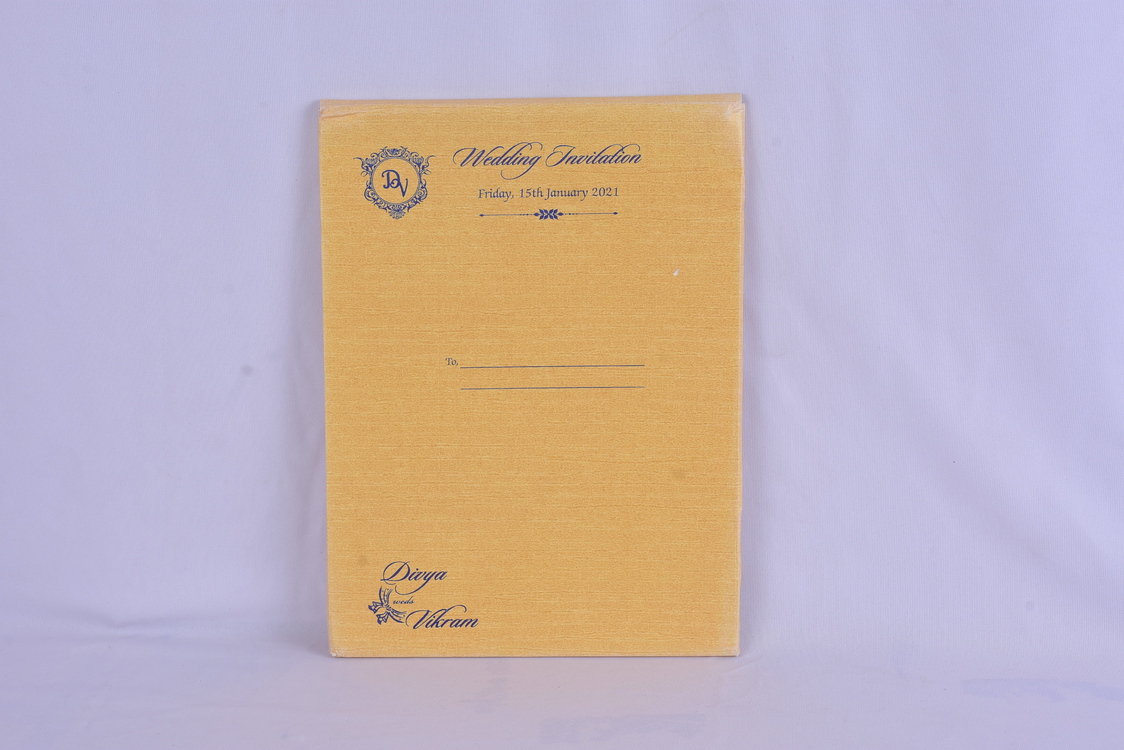 DV
Wedding Invitation
Friday, 15th January 2021
To,
Divya
weds
Vikram